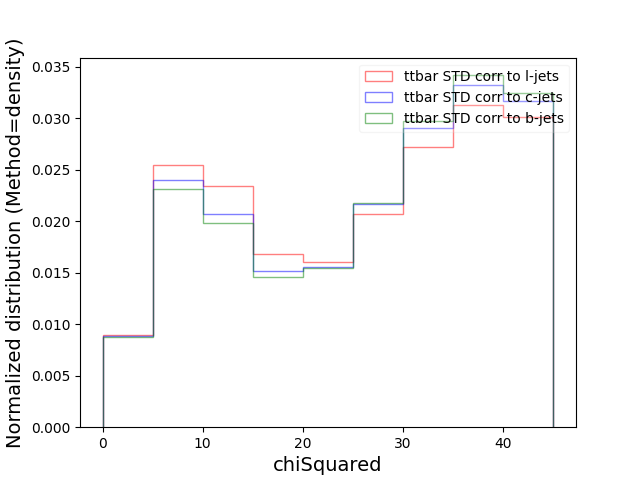 ttbar STD corr to l-jets
ttbar STD corr to c-jets
ttbar STD corr to b-jets
Normalized distribution (Method=density)
0.035
0.030
0.025
0.020
0.015
0.010
0.005
0.000
0 10 20 30 40
chiSquared